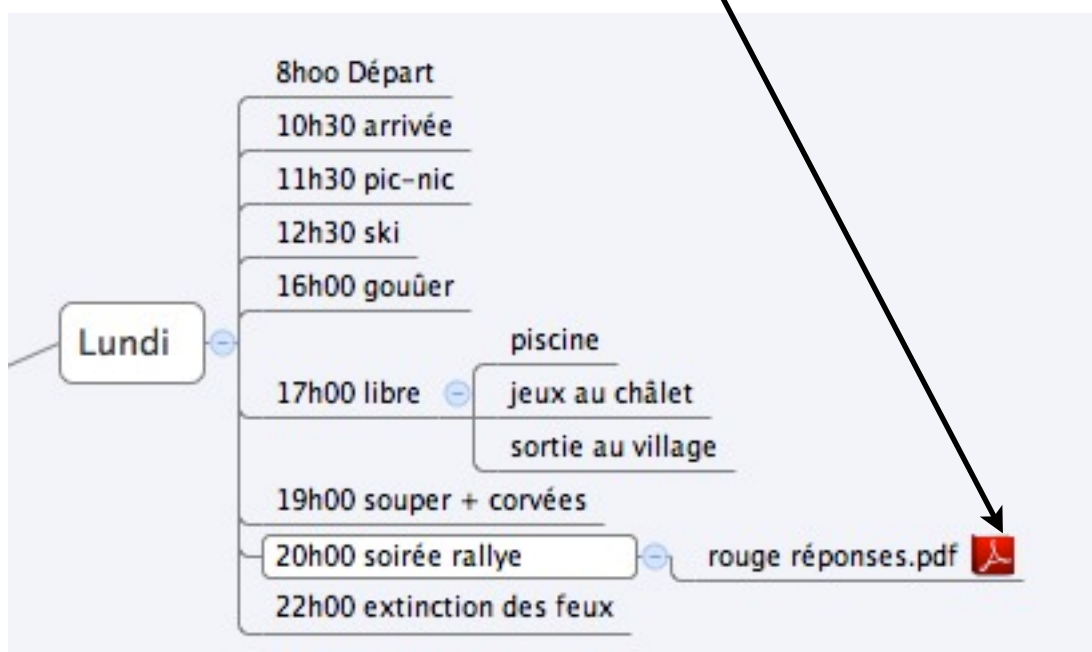 8hoo Départ
10h30 arrivée
11h30 pic-nic
12h30 ski
16h00 gouûer
Lundi
17h00 libre
piscine
jeux au châlet
sortie au village
19h00 souper + corvées
20h00 soirée rallye
rouge réponses.pdf
22h00 extinction des feux